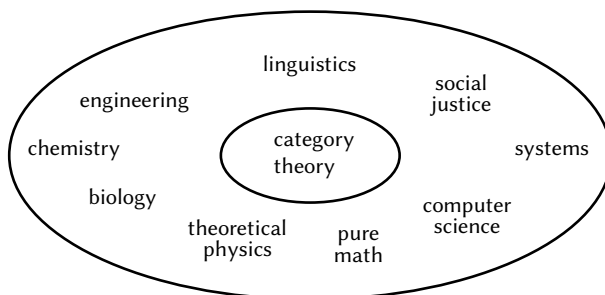 linguistics
social
justice
engineering
category
theory
chemistry
systems
biology
computer
science
theoretical
physics
pure
math